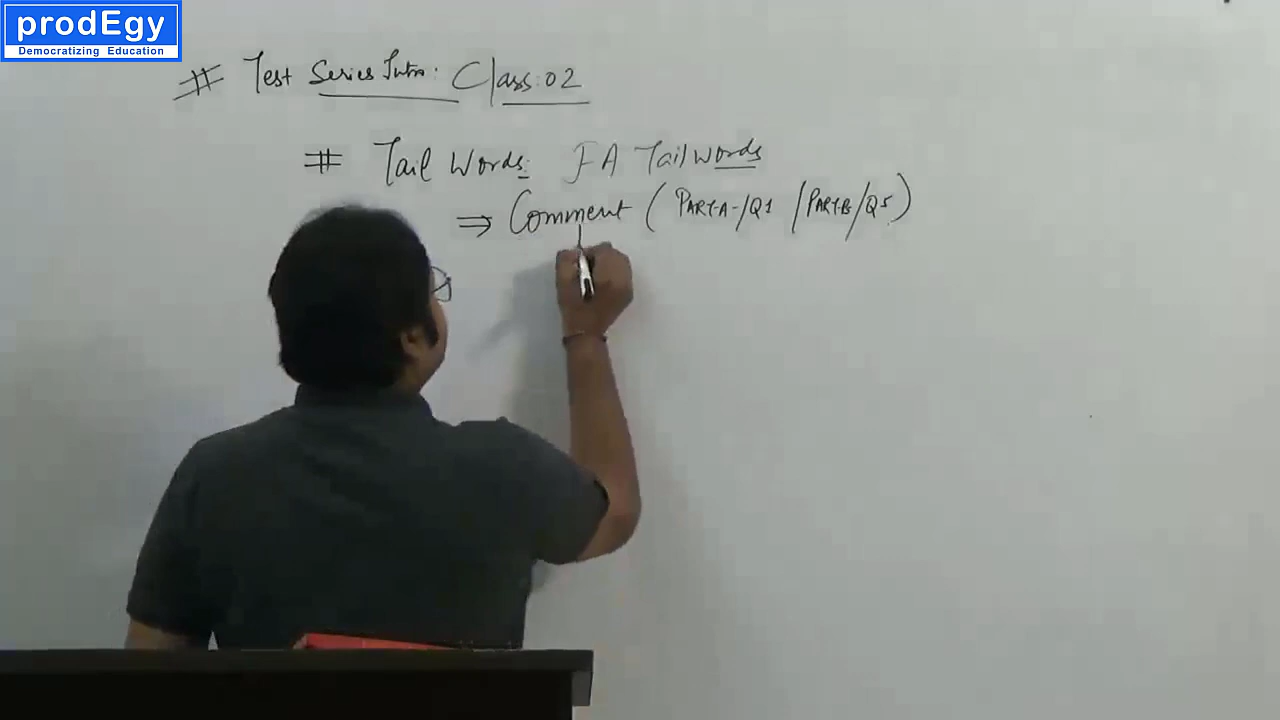 prodEgy
Democratizing Education
# Test Series Intro: Class: 02
# Tail Words: FA Tail words
⇒ Comment (PART-A-/Q1 /PART-B/Q5)